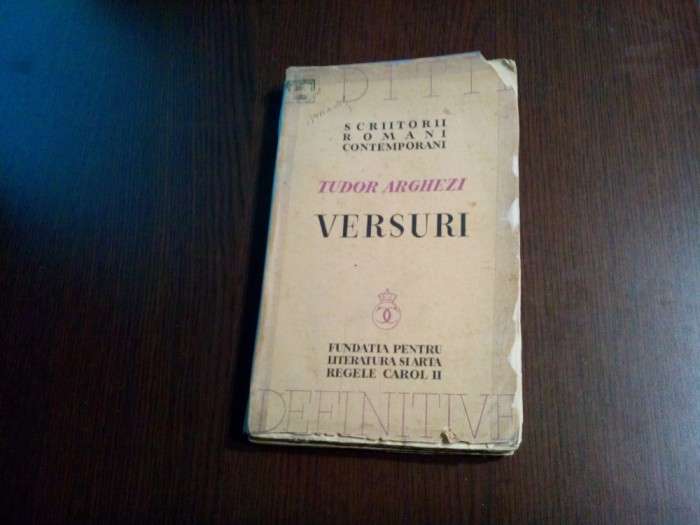 EDITII
SCRIITORII
ROMANI
CONTEMPORANI
TUDOR ARGHEZI
VERSURI
FUNDATIA PENTRU
LITERATURA SI ARTA
REGELE CAROL II
DEFINITIVE